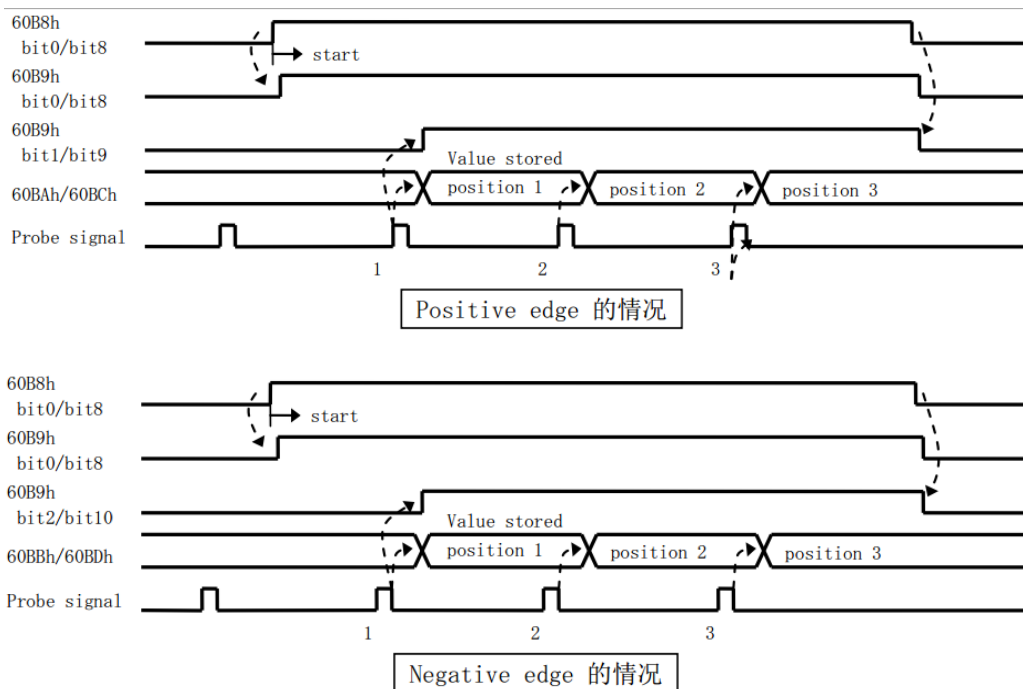 60B8h
bit0/bit8
start
60B9h
bit0/bit8
60B9h
bit1/bit9
Value stored
60BAh/60BCh
position 1
position 2
position 3
Probe signal
1
2
3
Positive edge 的情况
60B8h
bit0/bit8
start
60B9h
bit0/bit8
60B9h
bit2/bit10
Value stored
60BBh/60BDh
position 1
position 2
position 3
Probe signal
1
2
3
Negative edge 的情况